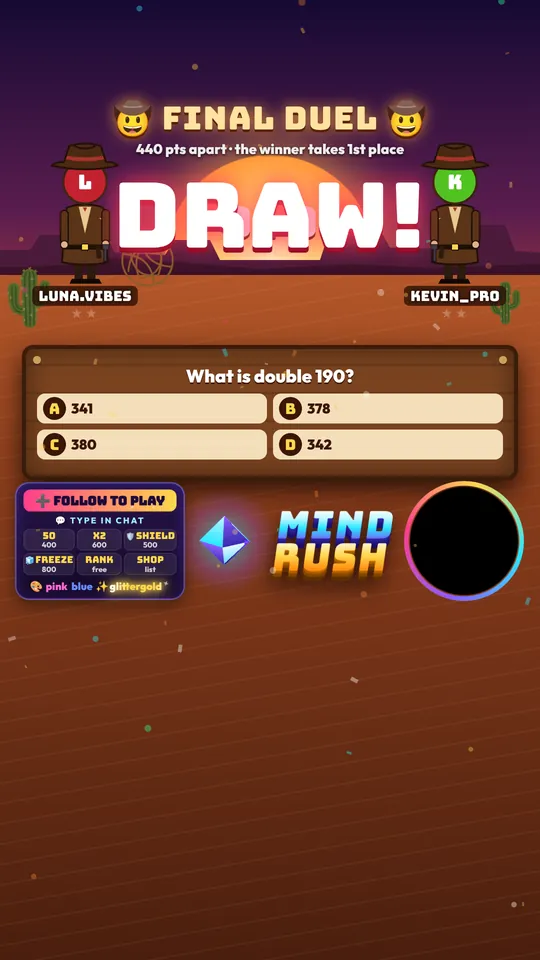 🤠 FINAL DUEL 🤠
440 pts apart · the winner takes 1st place
L
K
DRAW!
LUNA.VIBES
KEVIN_PRO
What is double 190?
A 341
B 378
C 380
D 342
➕ FOLLOW TO PLAY
💬 TYPE IN CHAT
50 X2 🛡️SHIELD
400 600 500
🧊FREEZE RANK SHOP
800 free list
🎨 pink blue ✨glittergold
MIND
RUSH